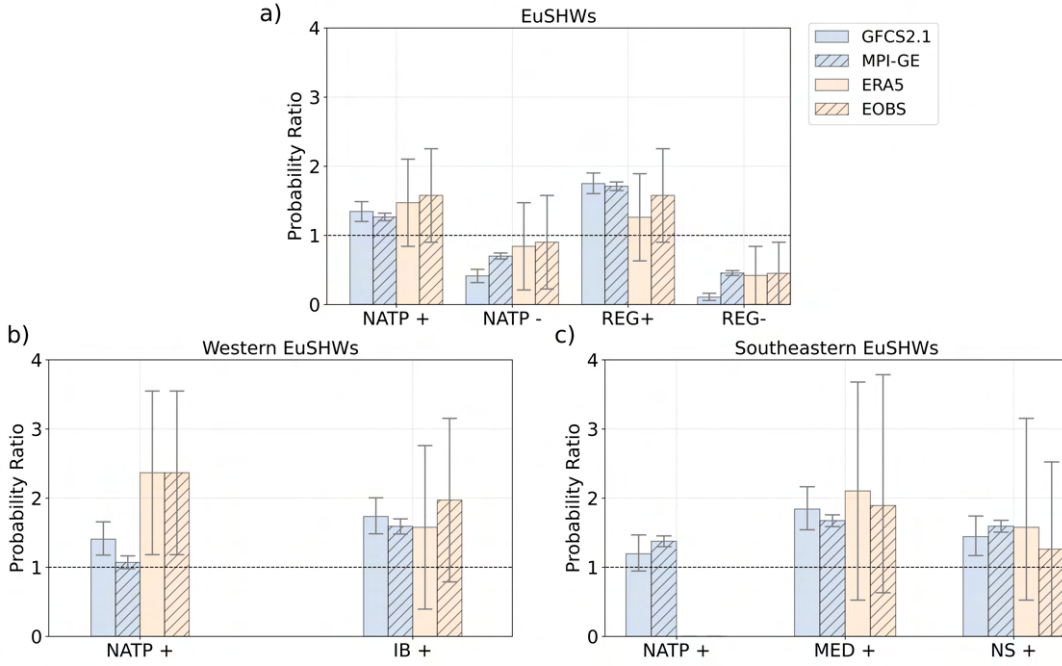 a)
EuSHWs
Probability Ratio
4
3
2
1
0
NATP +
NATP -
REG+
REG-
GFCS2.1
MPI-GE
ERA5
EOBS
b)
Western EuSHWs
Probability Ratio
4
3
2
1
0
NATP +
IB +
c)
Southeastern EuSHWs
Probability Ratio
4
3
2
1
0
NATP +
MED +
NS +